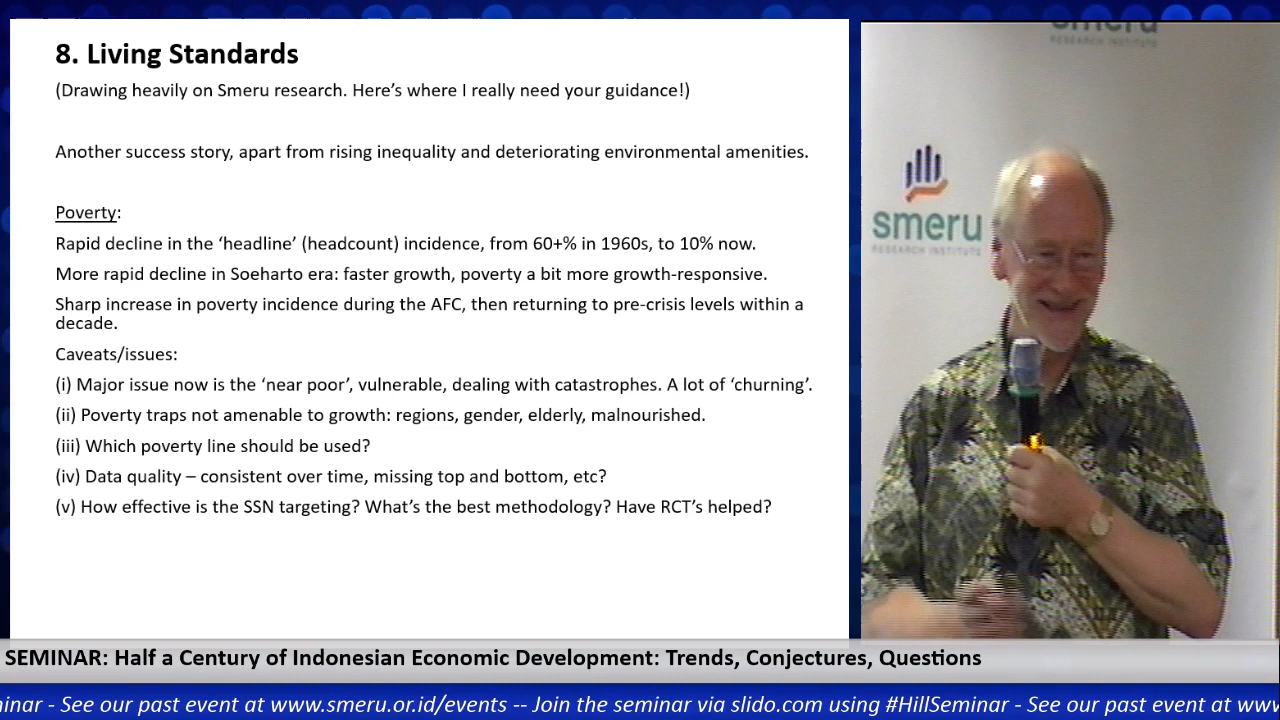 8. Living Standards
(Drawing heavily on Smeru research. Here’s where I really need your guidance!)
Another success story, apart from rising inequality and deteriorating environmental amenities.
Poverty:
Rapid decline in the ‘headline’ (headcount) incidence, from 60+% in 1960s, to 10% now.
More rapid decline in Soeharto era: faster growth, poverty a bit more growth-responsive.
Sharp increase in poverty incidence during the AFC, then returning to pre-crisis levels within a
decade.
Caveats/issues:
(i) Major issue now is the ‘near poor’, vulnerable, dealing with catastrophes. A lot of ‘churning’.
(ii) Poverty traps not amenable to growth: regions, gender, elderly, malnourished.
(iii) Which poverty line should be used?
(iv) Data quality – consistent over time, missing top and bottom, etc?
(v) How effective is the SSN targeting? What’s the best methodology? Have RCT’s helped?
smeru
RESEARCH INSTITUTE
smeru
RESEARCH INSTITUTE
SEMINAR: Half a Century of Indonesian Economic Development: Trends, Conjectures, Questions
inar - See our past event at www.smeru.or.id/events -- Join the seminar via slido.com using #HillSeminar - See our past event at www